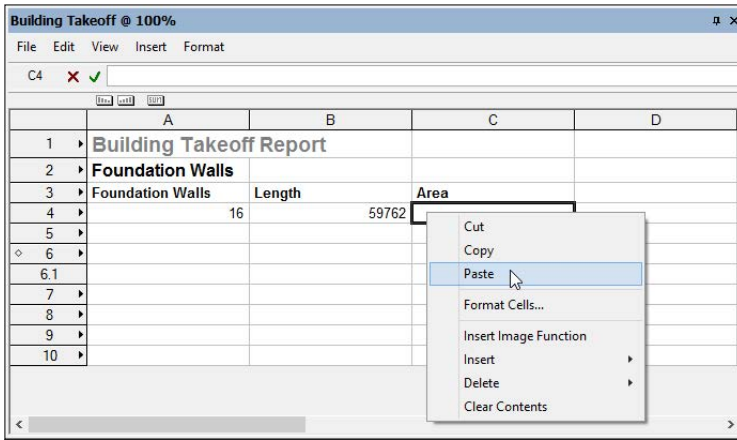 Building Takeoff @ 100%
File Edit View Insert Format
C4
SUM
A B C D
1 Building Takeoff Report
2 Foundation Walls
3 Foundation Walls Length Area
4 16 59762
5
6
6.1
7
8
9
10
Cut
Copy
Paste
Format Cells...
Insert Image Function
Insert
Delete
Clear Contents